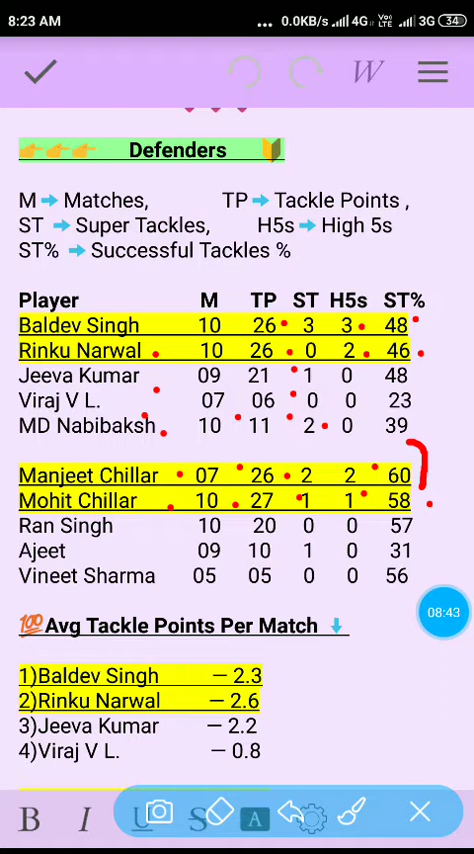 8:23 AM ... 0.0KB/s 4G Vo) LTE 3G 34
W
Defenders
M Matches, TP Tackle Points ,
ST Super Tackles, H5s High 5s
ST% Successful Tackles %
Player M TP ST H5s ST%
Baldev Singh 10 26 3 3 48
Rinku Narwal 10 26 0 2 46
Jeeva Kumar 09 21 1 0 48
Viraj V L. 07 06 0 0 23
MD Nabibaksh 10 11 2 0 39
Manjeet Chillar 07 26 2 2 60
Mohit Chillar 10 27 1 1 58
Ran Singh 10 20 0 0 57
Ajeet 09 10 1 0 31
Vineet Sharma 05 05 0 0 56
08:43
💯Avg Tackle Points Per Match
1)Baldev Singh — 2.3
2)Rinku Narwal — 2.6
3)Jeeva Kumar — 2.2
4)Viraj V L. — 0.8
B I U S A